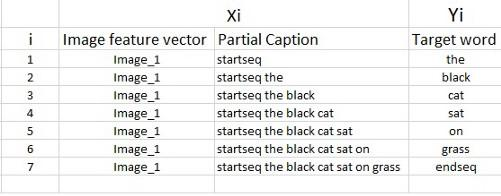 Xi Yi
i Image feature vector Partial Caption Target word
1 Image_1 startseq the
2 Image_1 startseq the black
3 Image_1 startseq the black cat
4 Image_1 startseq the black cat sat
5 Image_1 startseq the black cat sat on
6 Image_1 startseq the black cat sat on grass
7 Image_1 startseq the black cat sat on grass endseq